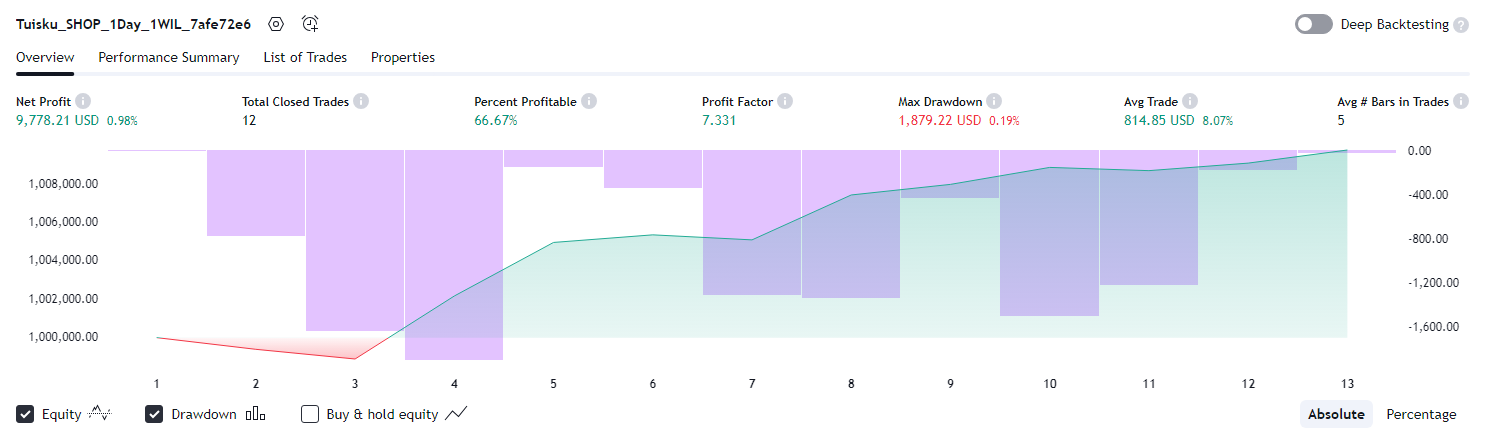 Tuisku_SHOP_1Day_1WIL_7afe72e6
Deep Backtesting ?
Overview Performance Summary List of Trades Properties
Net Profit Total Closed Trades Percent Profitable Profit Factor Max Drawdown Avg Trade Avg # Bars in Trades
9,778.21 USD 0.98% 12 66.67% 7.331 1,879.22 USD 0.19% 814.85 USD 8.07% 5
0.00
1,008,000.00
-400.00
1,006,000.00
-800.00
1,004,000.00
-1,200.00
1,002,000.00
-1,600.00
1,000,000.00
1 2 3 4 5 6 7 8 9 10 11 12 13
Equity Drawdown Buy & hold equity Absolute Percentage